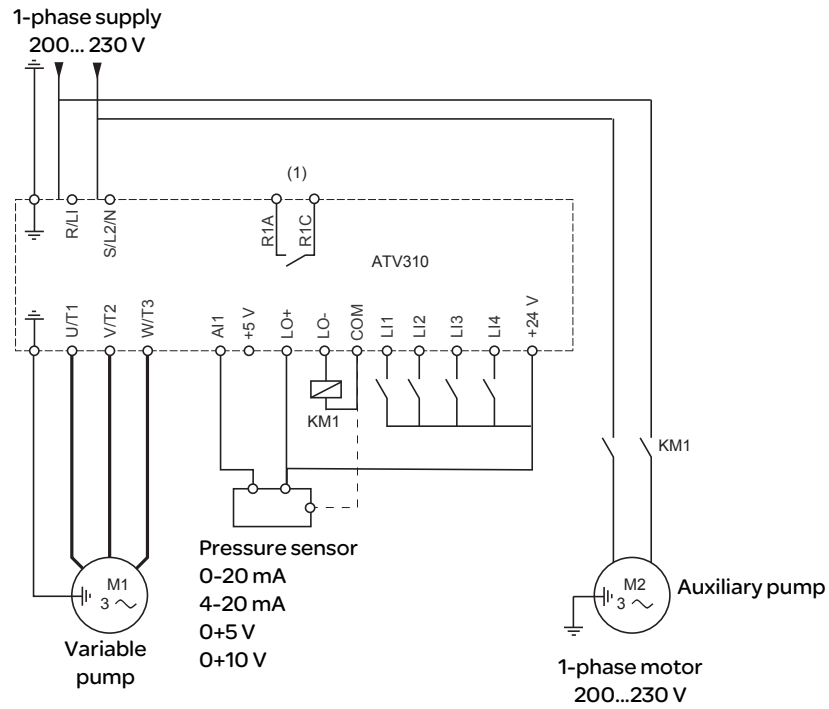 1-phase supply
200... 230 V
(1)
R/LI
S/L2/N
R1A
R1C
ATV310
U/T1
V/T2
W/T3
AI1
+5 V
LO+
LO-
COM
LI1
LI2
LI3
LI4
+24 V
KM1
KM1
Pressure sensor
0-20 mA
4-20 mA
0+5 V
0+10 V
M1
3
Variable
pump
M2
3
Auxiliary pump
1-phase motor
200...230 V